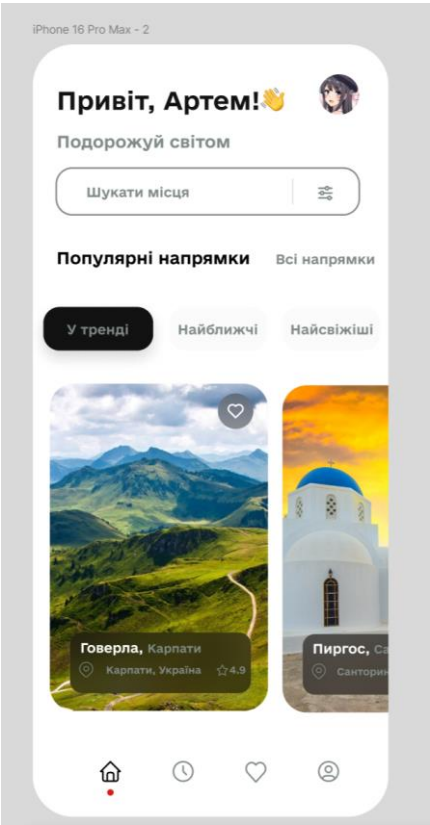 iPhone 16 Pro Max - 2
Привіт, Артем!👋
Подорожуй світом
Шукати місця
Популярні напрямки Всі напрямки
У тренді Найближчі Найсвіжіші
Говерла, Карпати
Карпати, Україна ☆4.9
Пиргос, Са
Санторин